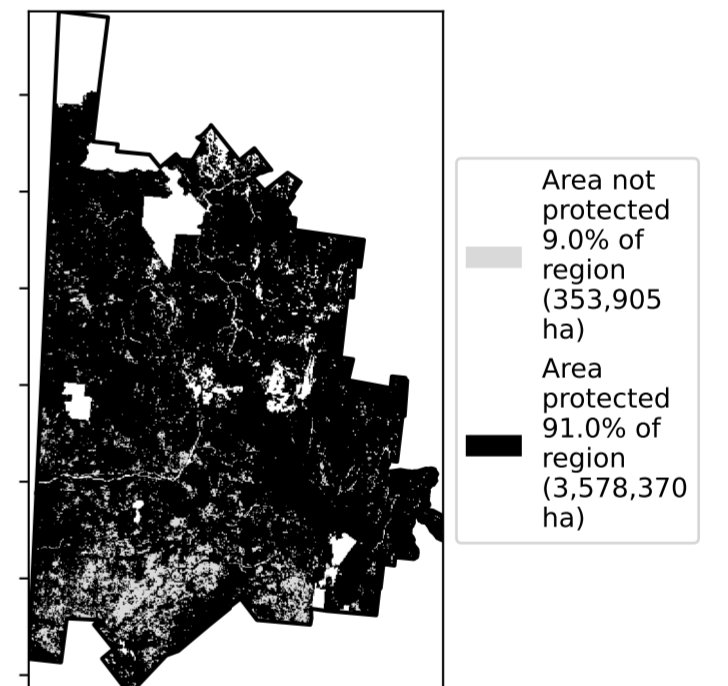 Area not
protected
9.0% of
region
(353,905
ha)
Area
protected
91.0% of
region
(3,578,370
ha)